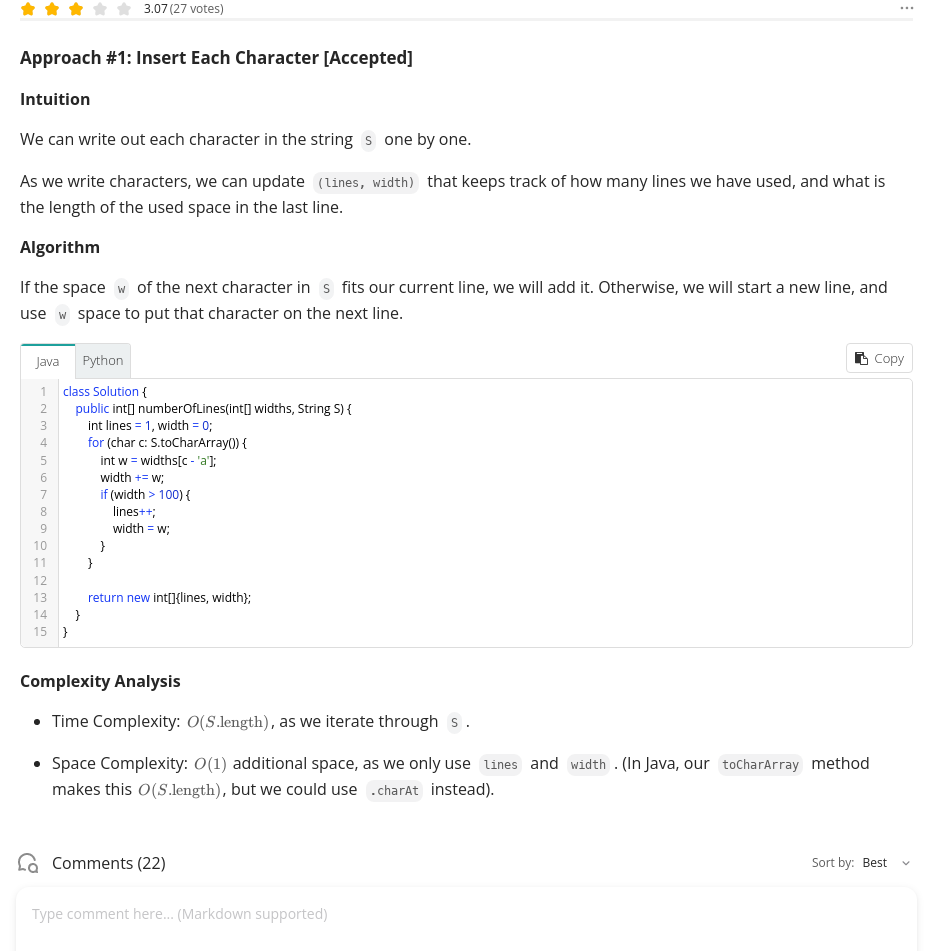 3.07 (27 votes)
Approach #1: Insert Each Character [Accepted]
Intuition
We can write out each character in the string S one by one.
As we write characters, we can update (lines, width) that keeps track of how many lines we have used, and what is
the length of the used space in the last line.
Algorithm
If the space w of the next character in S fits our current line, we will add it. Otherwise, we will start a new line, and
use w space to put that character on the next line.
Java Python Copy
1 class Solution {
2 public int[] numberOfLines(int[] widths, String S) {
3 int lines = 1, width = 0;
4 for (char c: S.toCharArray()) {
5 int w = widths[c - 'a'];
6 width += w;
7 if (width > 100) {
8 lines++;
9 width = w;
10 }
11 }
12
13 return new int[]{lines, width};
14 }
15 }
Complexity Analysis
• Time Complexity: O(S.length), as we iterate through S.
• Space Complexity: O(1) additional space, as we only use lines and width. (In Java, our toCharArray method
makes this O(S.length), but we could use .charAt instead).
Comments (22) Sort by: Best
Type comment here... (Markdown supported)